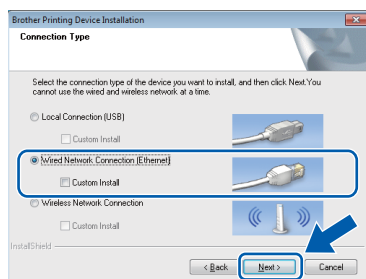 Brother Printing Device Installation
Connection Type
Select the connection type of the device you want to install, and then click Next.You
cannot use the wired and wireless network at a time.
Local Connection (USB)
Custom Install
Wired Network Connection (Ethernet)
Custom Install
Wireless Network Connection
Custom Install
InstallShield
< Back Next > Cancel